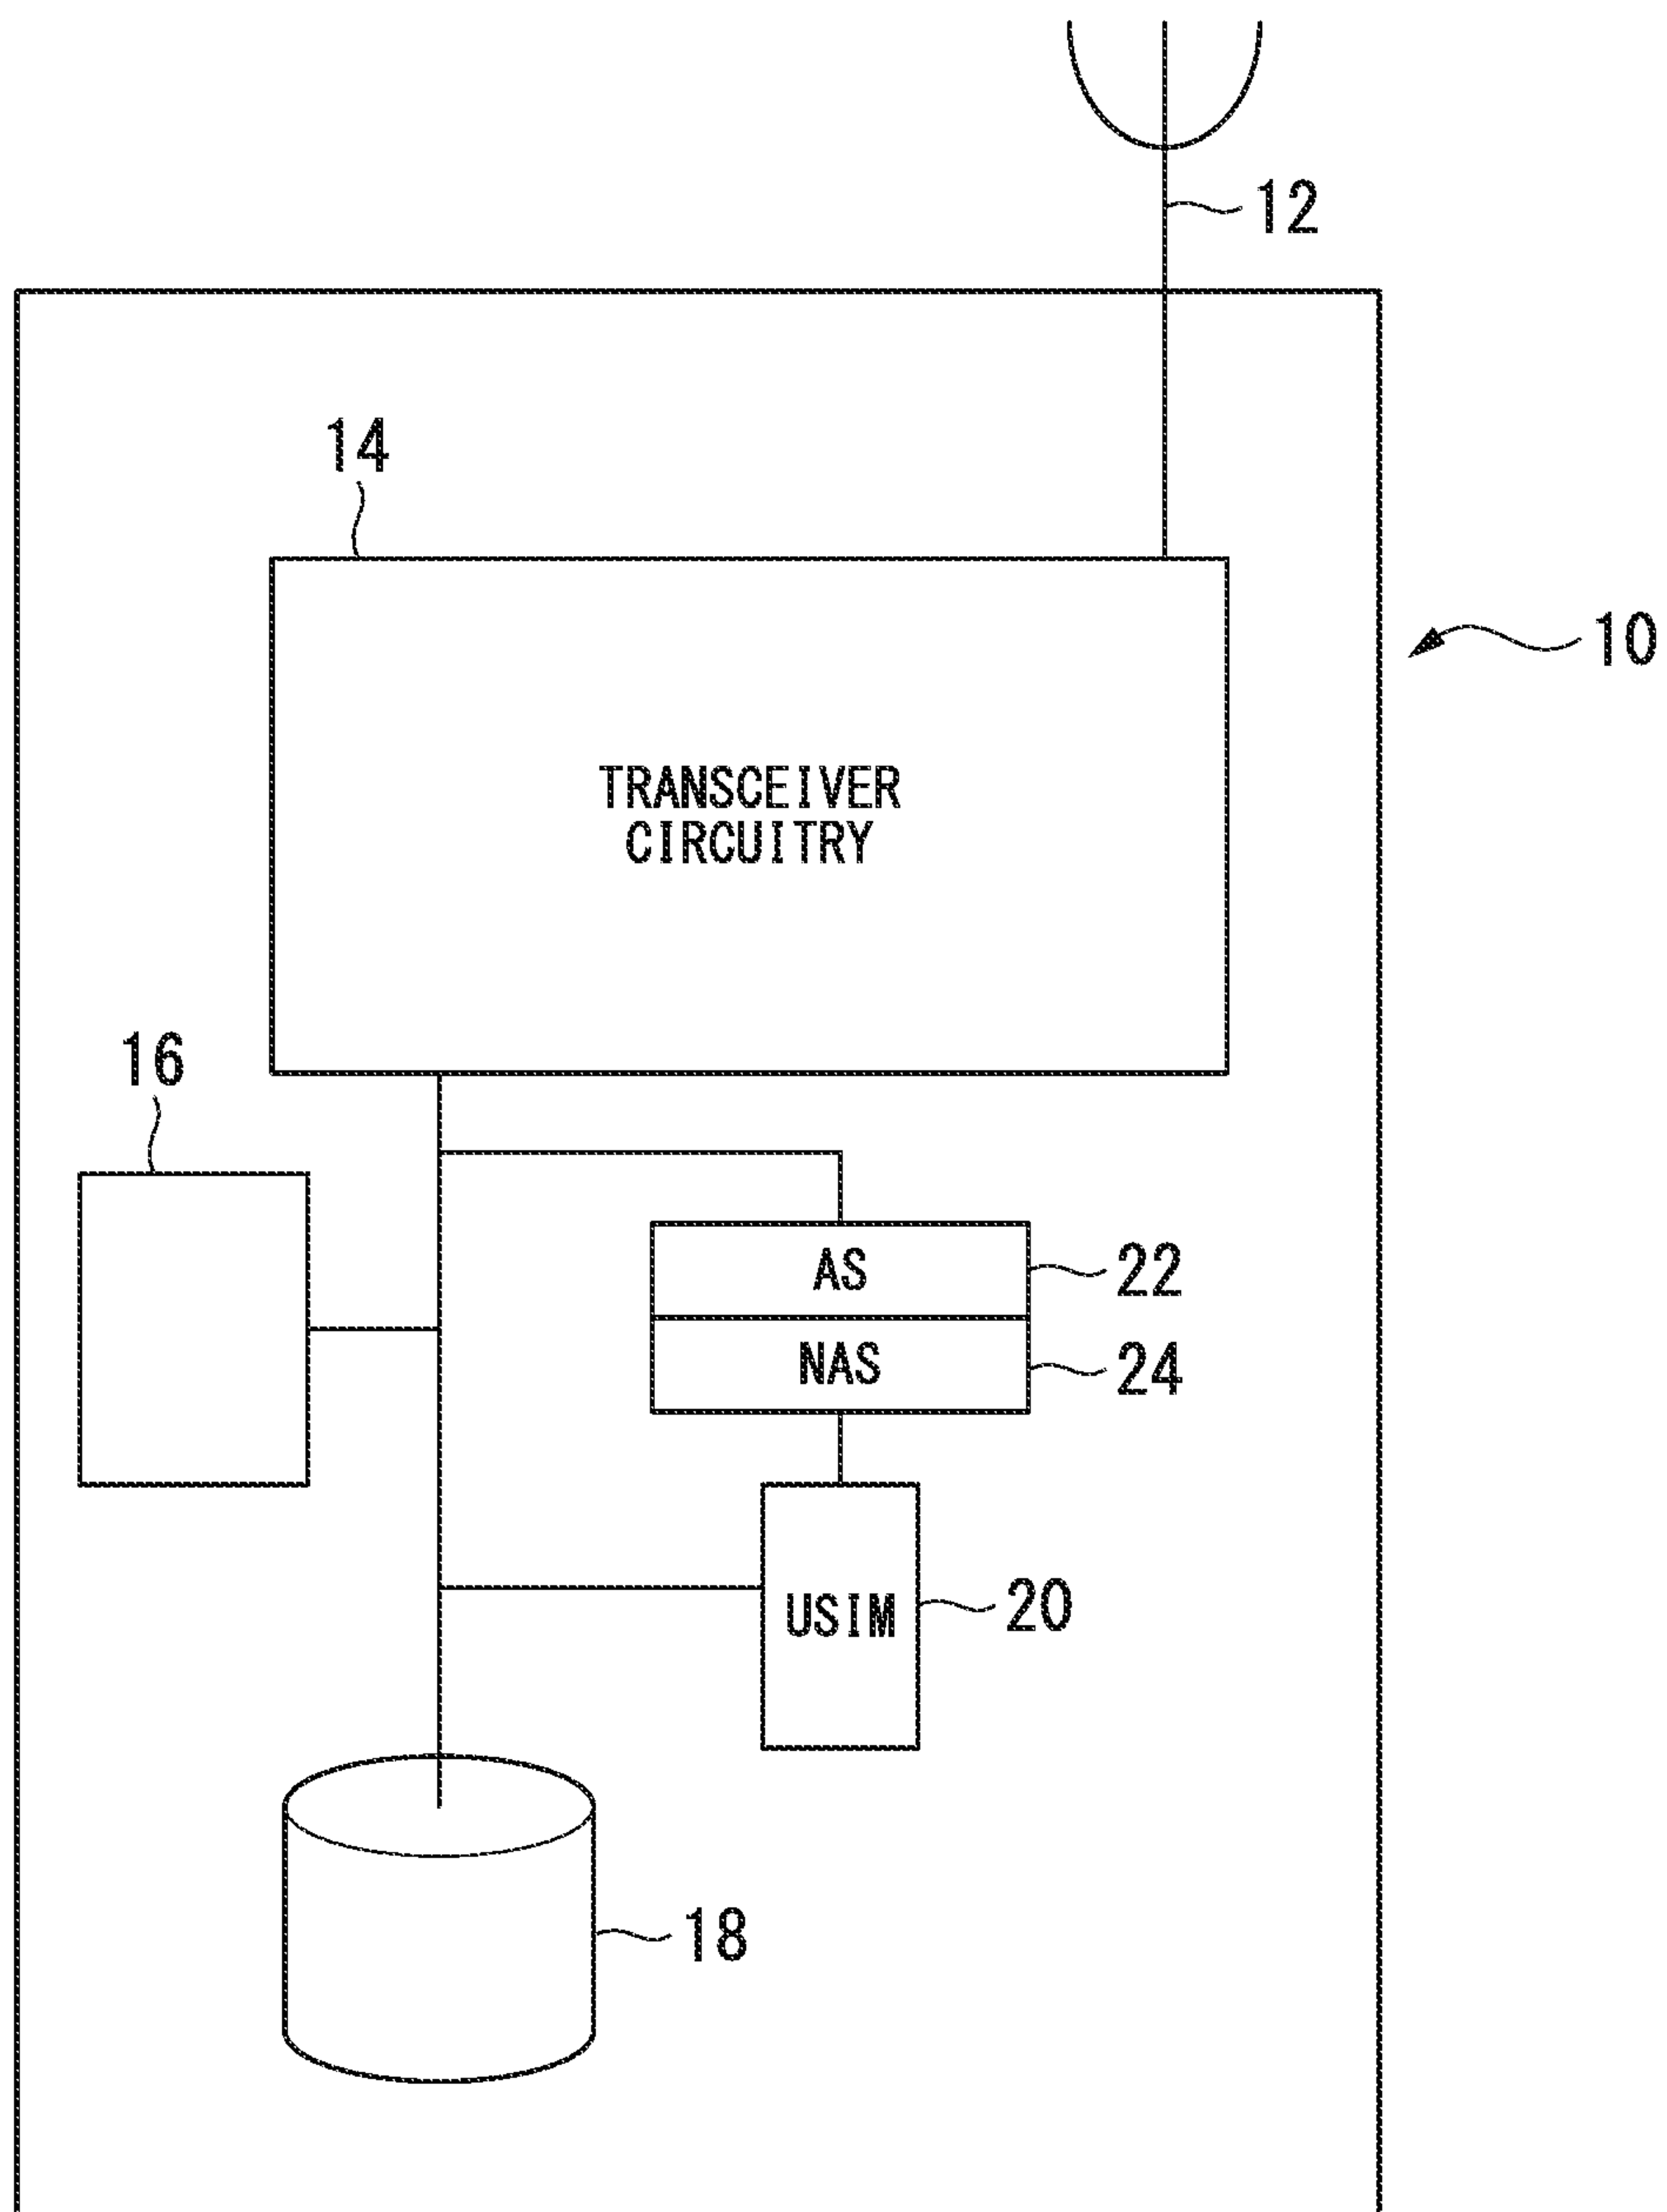 12
14
10
TRANSCEIVER
CIRCUITRY
16
AS
22
NAS
24
USIM
20
18